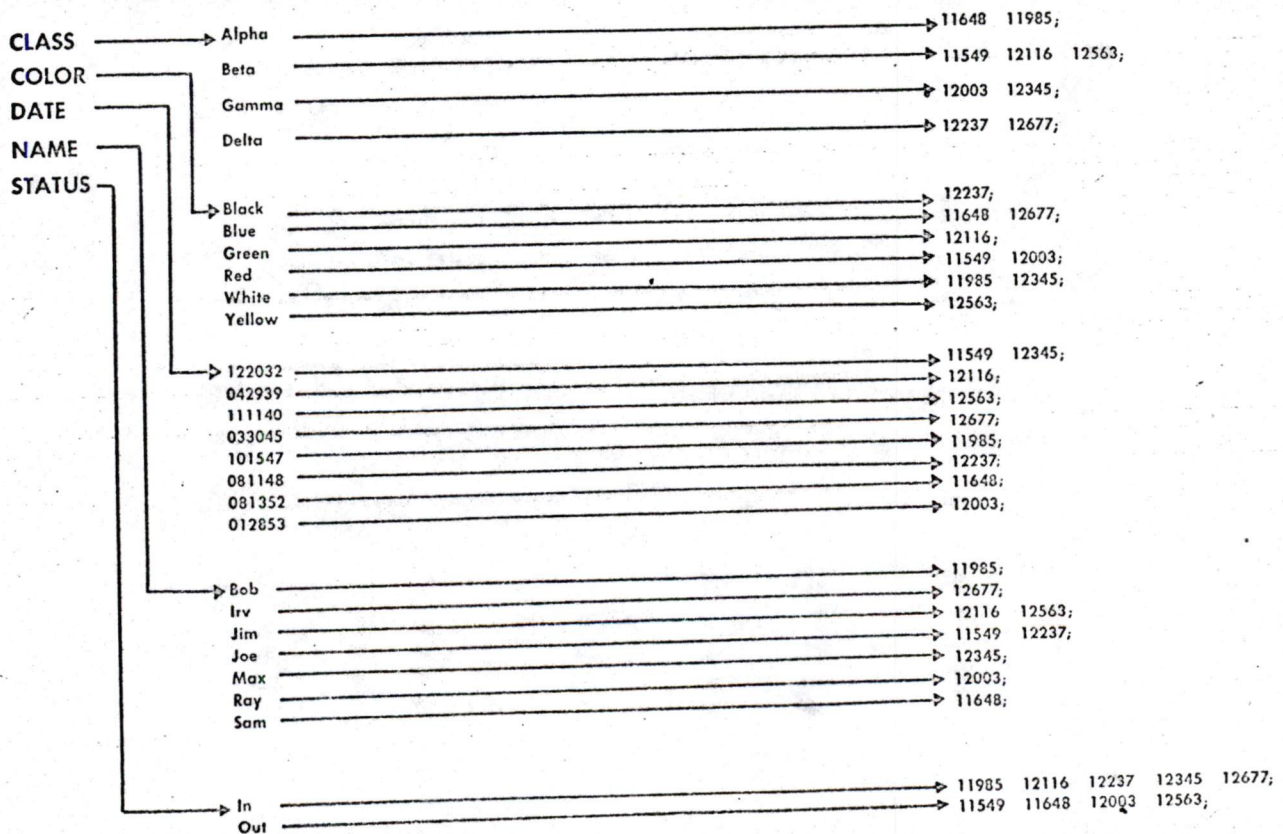 CLASS Alpha 11648 11985;
Beta 11549 12116 12563;
COLOR
Gamma 12003 12345;
DATE
Delta 12237 12677;
NAME
STATUS
Black 12237;
Blue 11648 12677;
Green 12116;
Red 11549 12003;
White 11985 12345;
Yellow 12563;
122032 11549 12345;
042939 12116;
111140 12563;
033045 12677;
101547 11985;
081148 12237;
081352 11648;
012853 12003;
Bob 11985;
Irv 12677;
Jim 12116 12563;
Joe 11549 12237;
Max 12345;
Ray 12003;
Sam 11648;
In 11985 12116 12237 12345 12677;
Out 11549 11648 12003 12563;